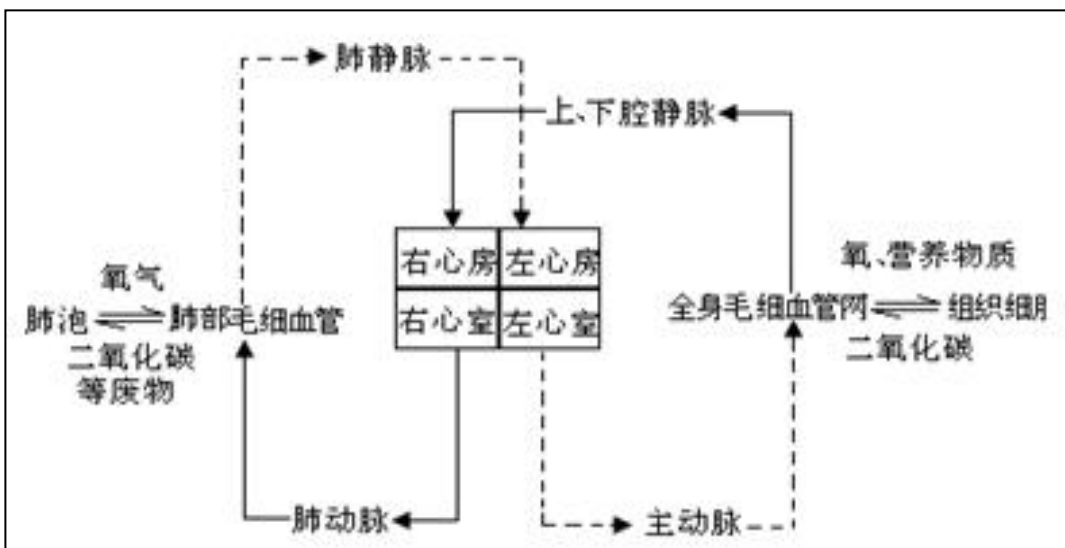 肺静脉
上、下腔静脉
右心房 左心房
右心室 左心室
氧气
肺泡 肺部毛细血管
二氧化碳
等废物
氧、营养物质
全身毛细血管网 组织细
二氧化碳
肺动脉
主动脉